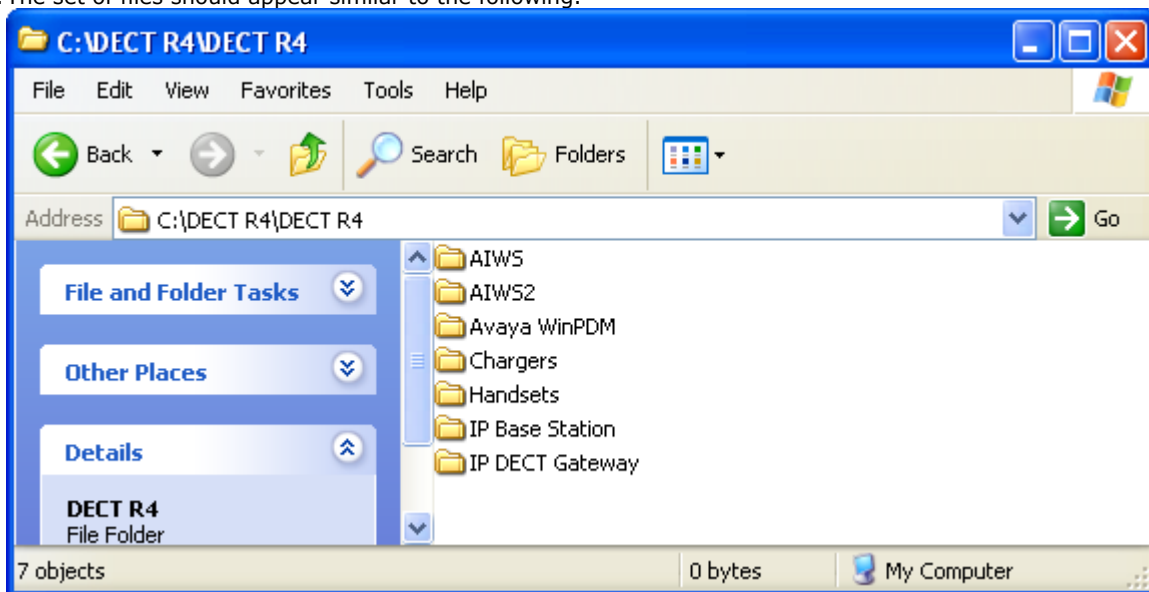 The set of files should appear similar to the following:
C:\DECT R4\DECT R4
File Edit View Favorites Tools Help
Back Search Folders
Address C:\DECT R4\DECT R4 Go
File and Folder Tasks
Other Places
Details
DECT R4
File Folder
AIWS
AIWS2
Avaya WinPDM
Chargers
Handsets
IP Base Station
IP DECT Gateway
7 objects 0 bytes My Computer